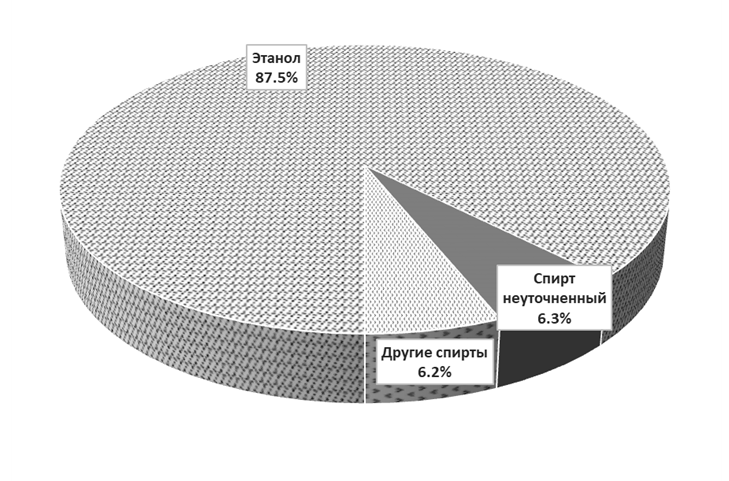 Этанол
87.5%
Спирт
неуточненный
6.3%
Другие спирты
6.2%